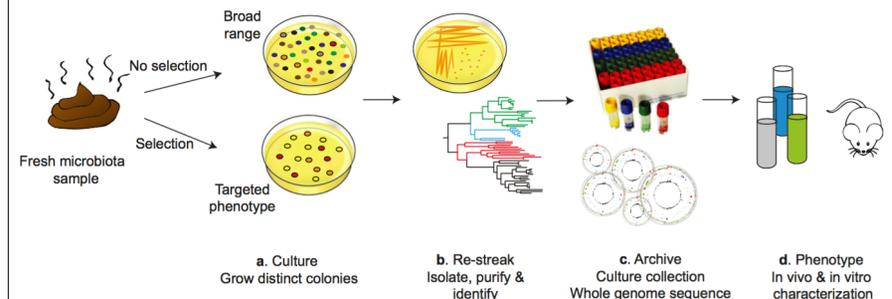 Broad
range
No selection
Selection
Fresh microbiota
sample
Targeted
phenotype
a. Culture
Grow distinct colonies
b. Re-streak
Isolate, purify &
identify
c. Archive
Culture collection
Whole genome sequence
d. Phenotype
In vivo & in vitro
characterization